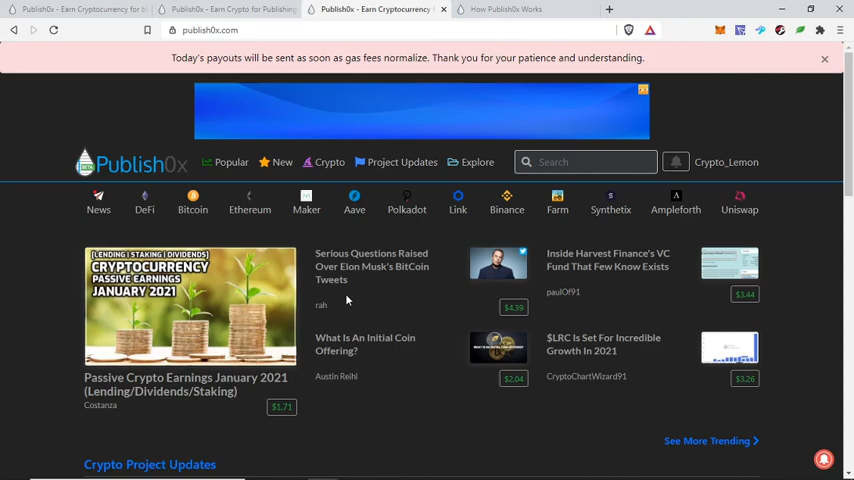 Publish0x - Earn Cryptocurrency for bl
Publish0x - Earn Crypto for Publishing
Publish0x - Earn Cryptocurrency f
How Publish0x Works
publish0x.com
Today's payouts will be sent as soon as gas fees normalize. Thank you for your patience and understanding.
Publish0x
BETA
Popular
New
Crypto
Project Updates
Explore
Search
Crypto_Lemon
News
DeFi
Bitcoin
Ethereum
Maker
Aave
Polkadot
Link
Binance
Farm
Synthetix
Ampleforth
Uniswap
[LENDING | STAKING | DIVIDENDS]
CRYPTOCURRENCY
PASSIVE EARNINGS
JANUARY 2021
Passive Crypto Earnings January 2021
(Lending/Dividends/Staking)
Costanza
$1.71
Serious Questions Raised
Over Elon Musk's BitCoin
Tweets
rah
$4.39
What Is An Initial Coin
Offering?
Austin Reihl
$2.04
Inside Harvest Finance's VC
Fund That Few Know Exists
paulOf91
$3.44
$LRC Is Set For Incredible
Growth In 2021
CryptoChartWizard91
$3.26
See More Trending
Crypto Project Updates